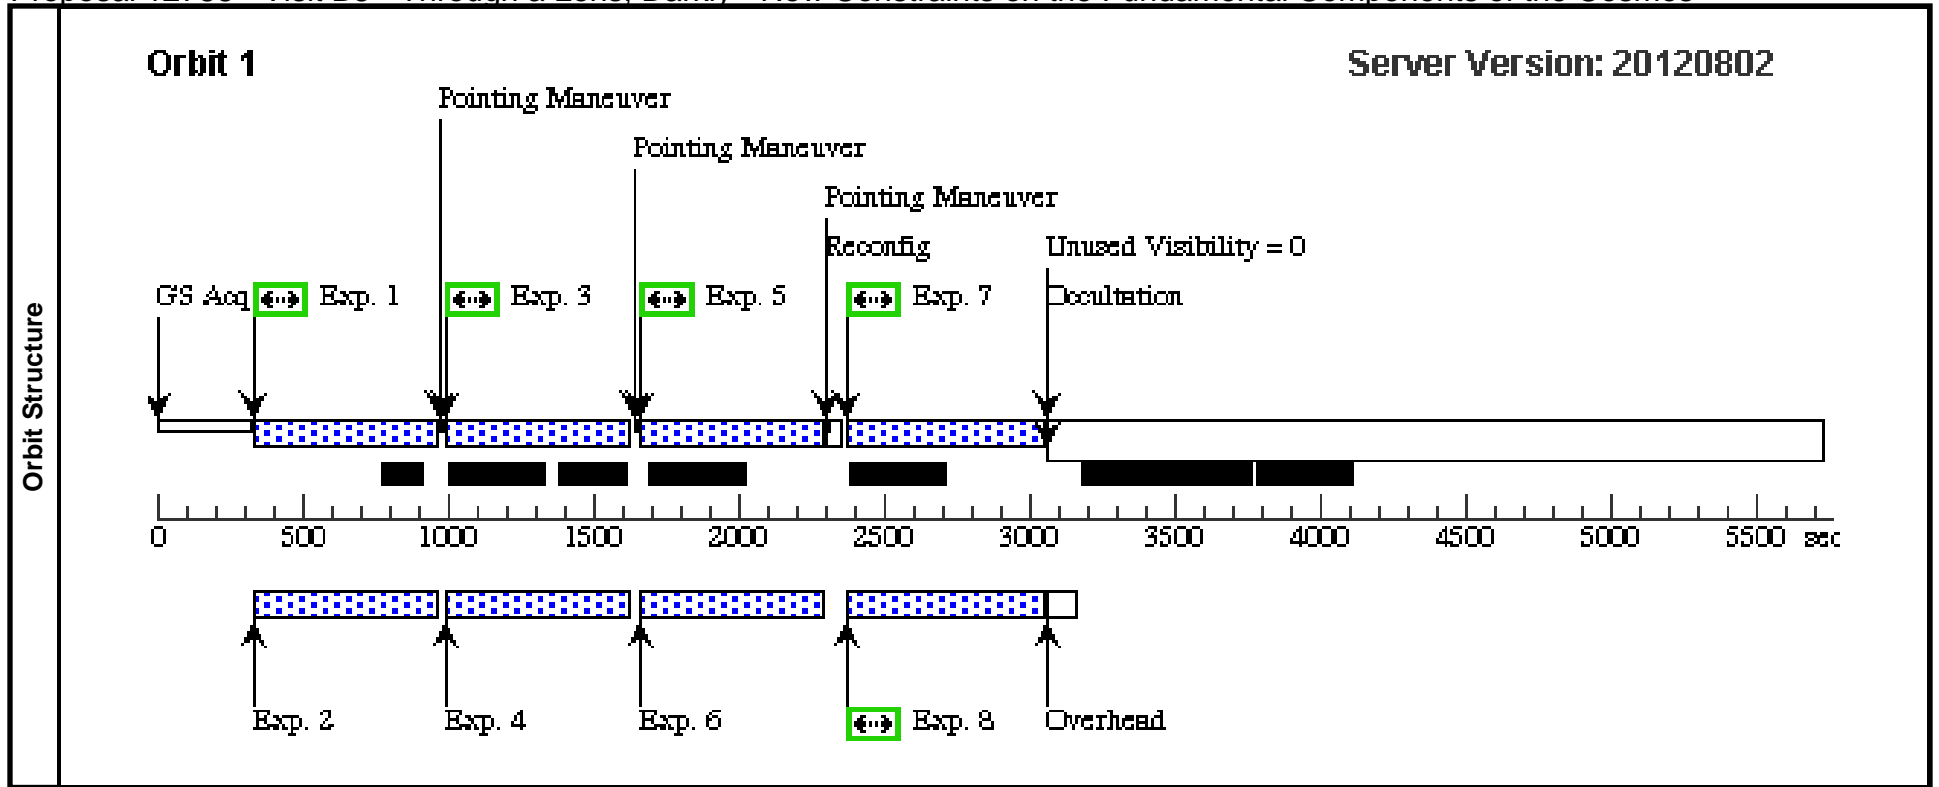 Orbit Structure
Orbit 1
Server Version: 20120802
Pointing Maneuver
Pointing Maneuver
Pointing Maneuver
Reconfig
Unused Visibility = 0
GS Acq
Exp. 1
Exp. 3
Exp. 5
Exp. 7
Occultation
0 500 1000 1500 2000 2500 3000 3500 4000 4500 5000 5500 sec
Exp. 2
Exp. 4
Exp. 6
Exp. 8
Overhead